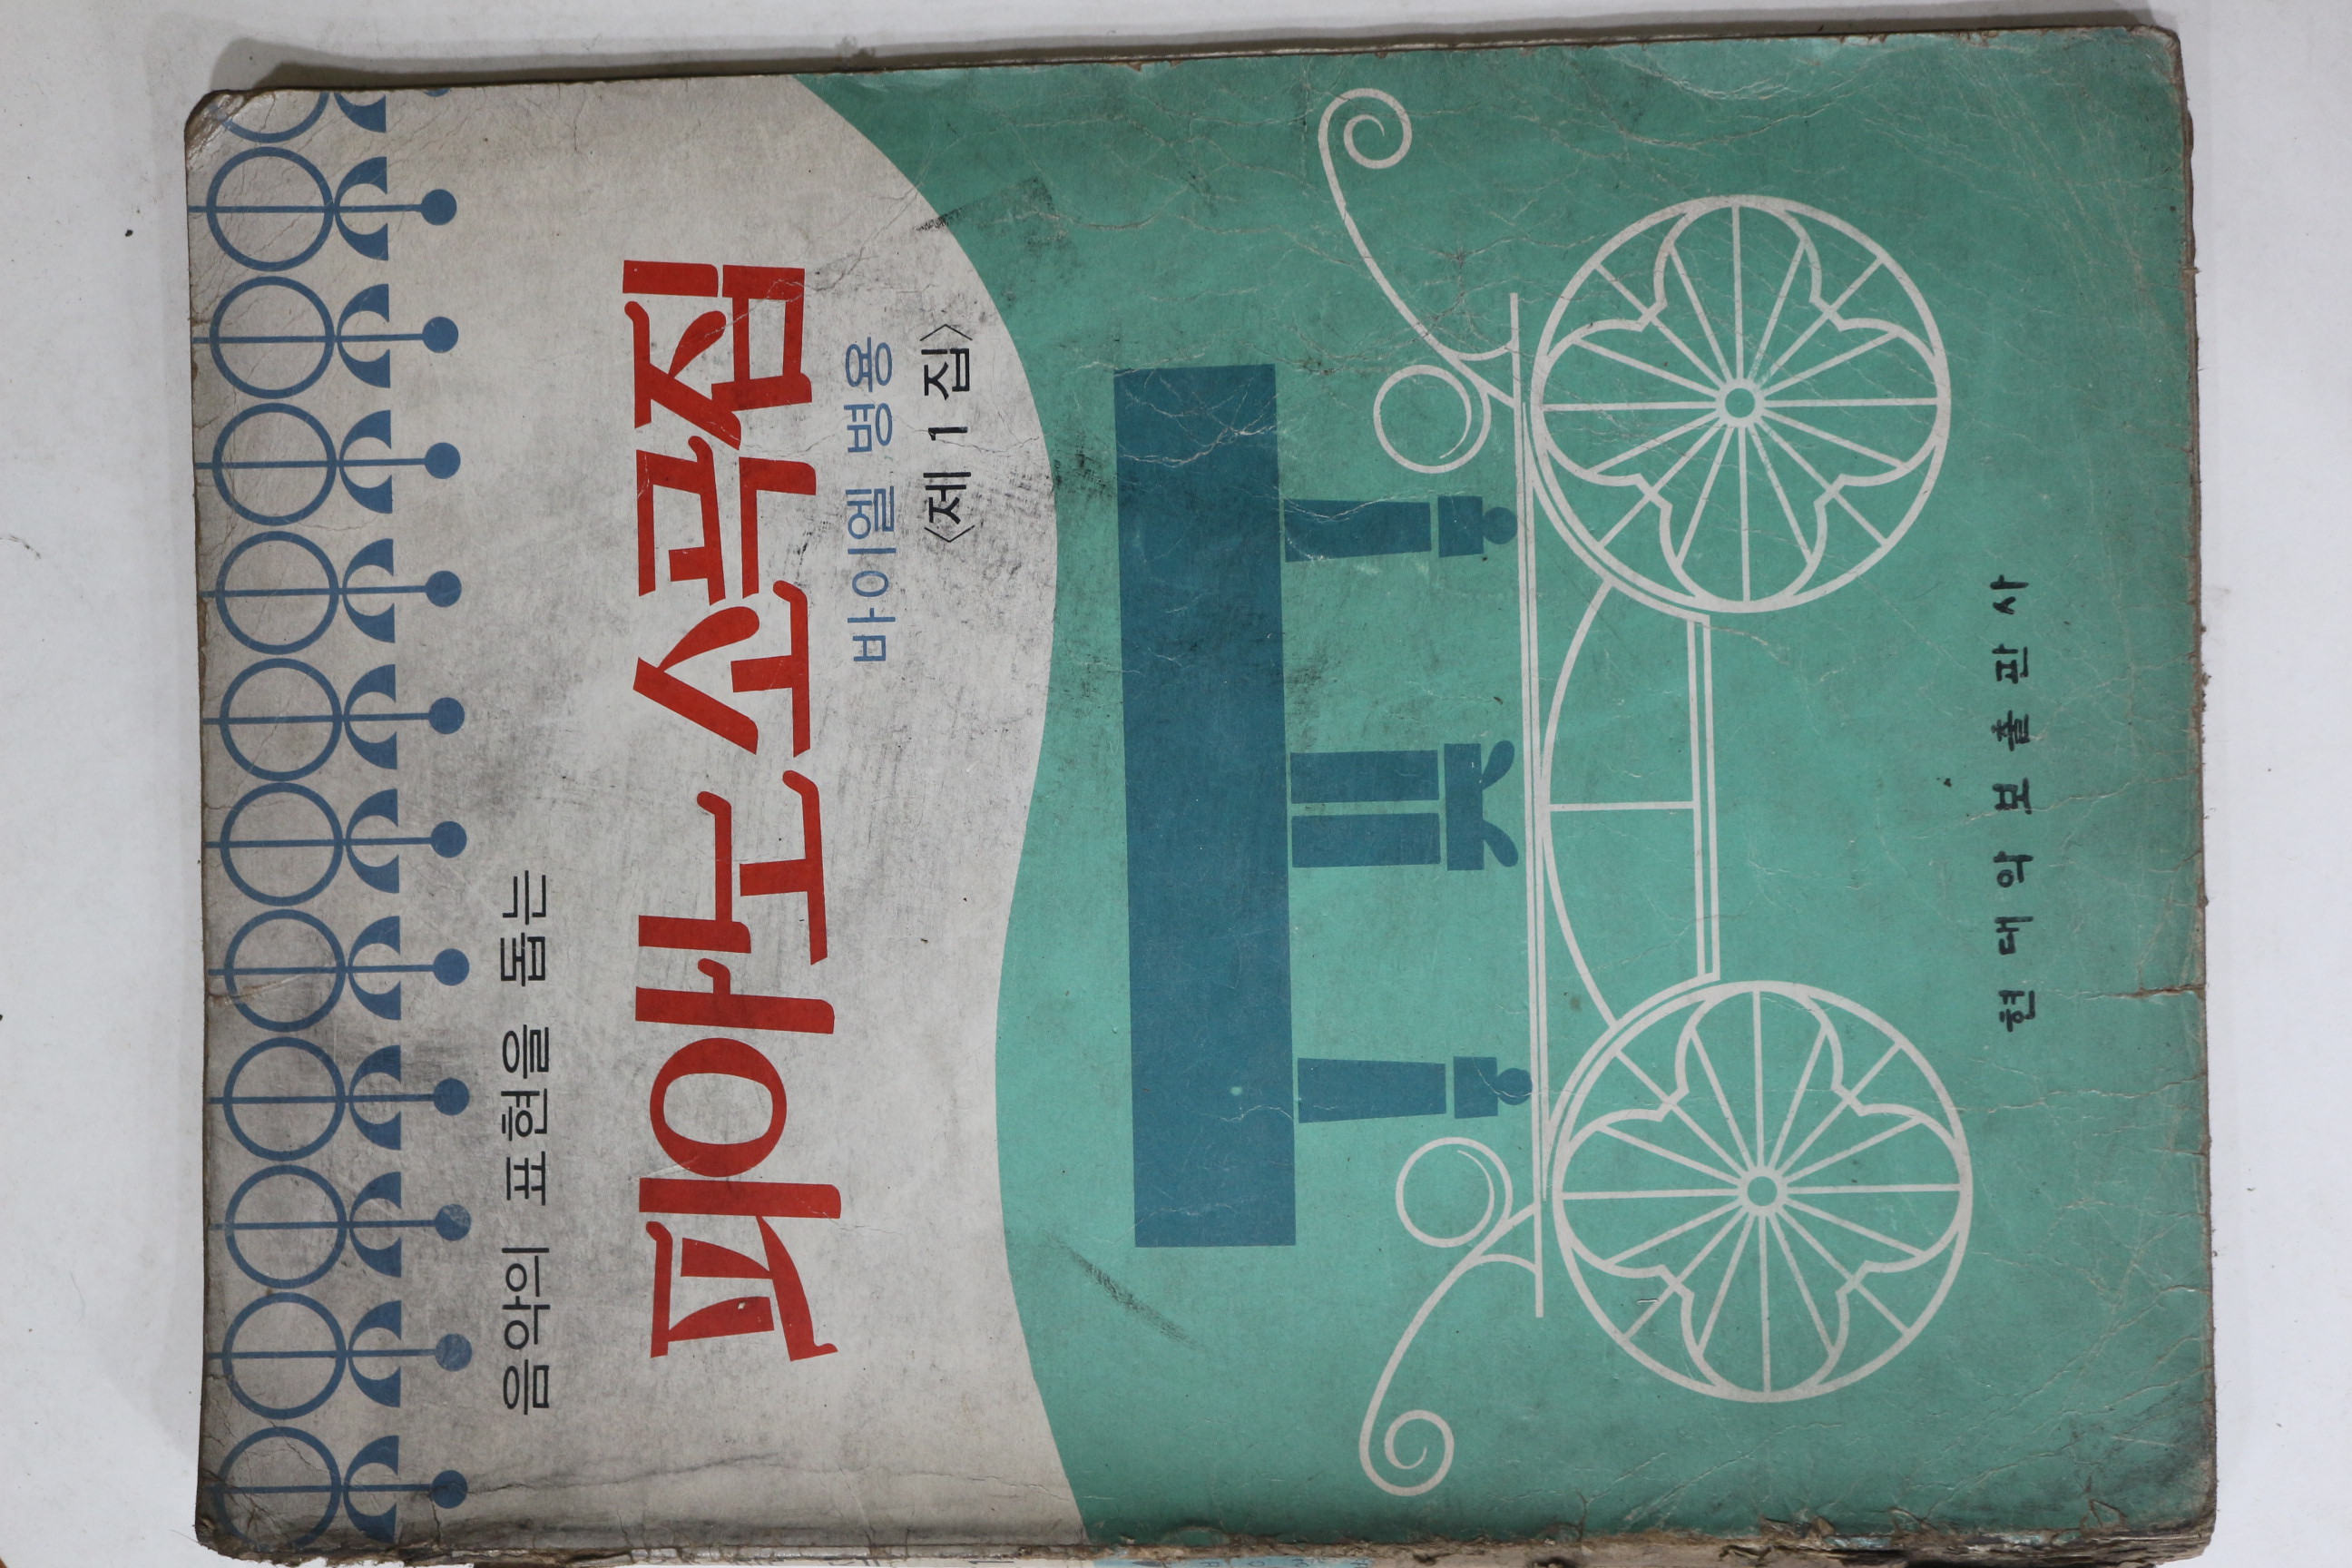 음악의 표현을 돕는
피아노소곡집
바이엘 병용
〈제 1 집〉
현대악보출판사